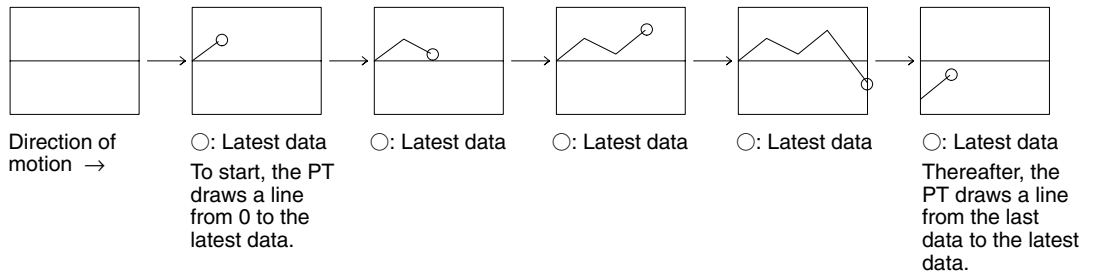 Direction of
motion →
○: Latest data
To start, the PT
draws a line
from 0 to the
latest data.
○: Latest data
○: Latest data
○: Latest data
○: Latest data
Thereafter, the
PT draws a line
from the last
data to the latest
data.